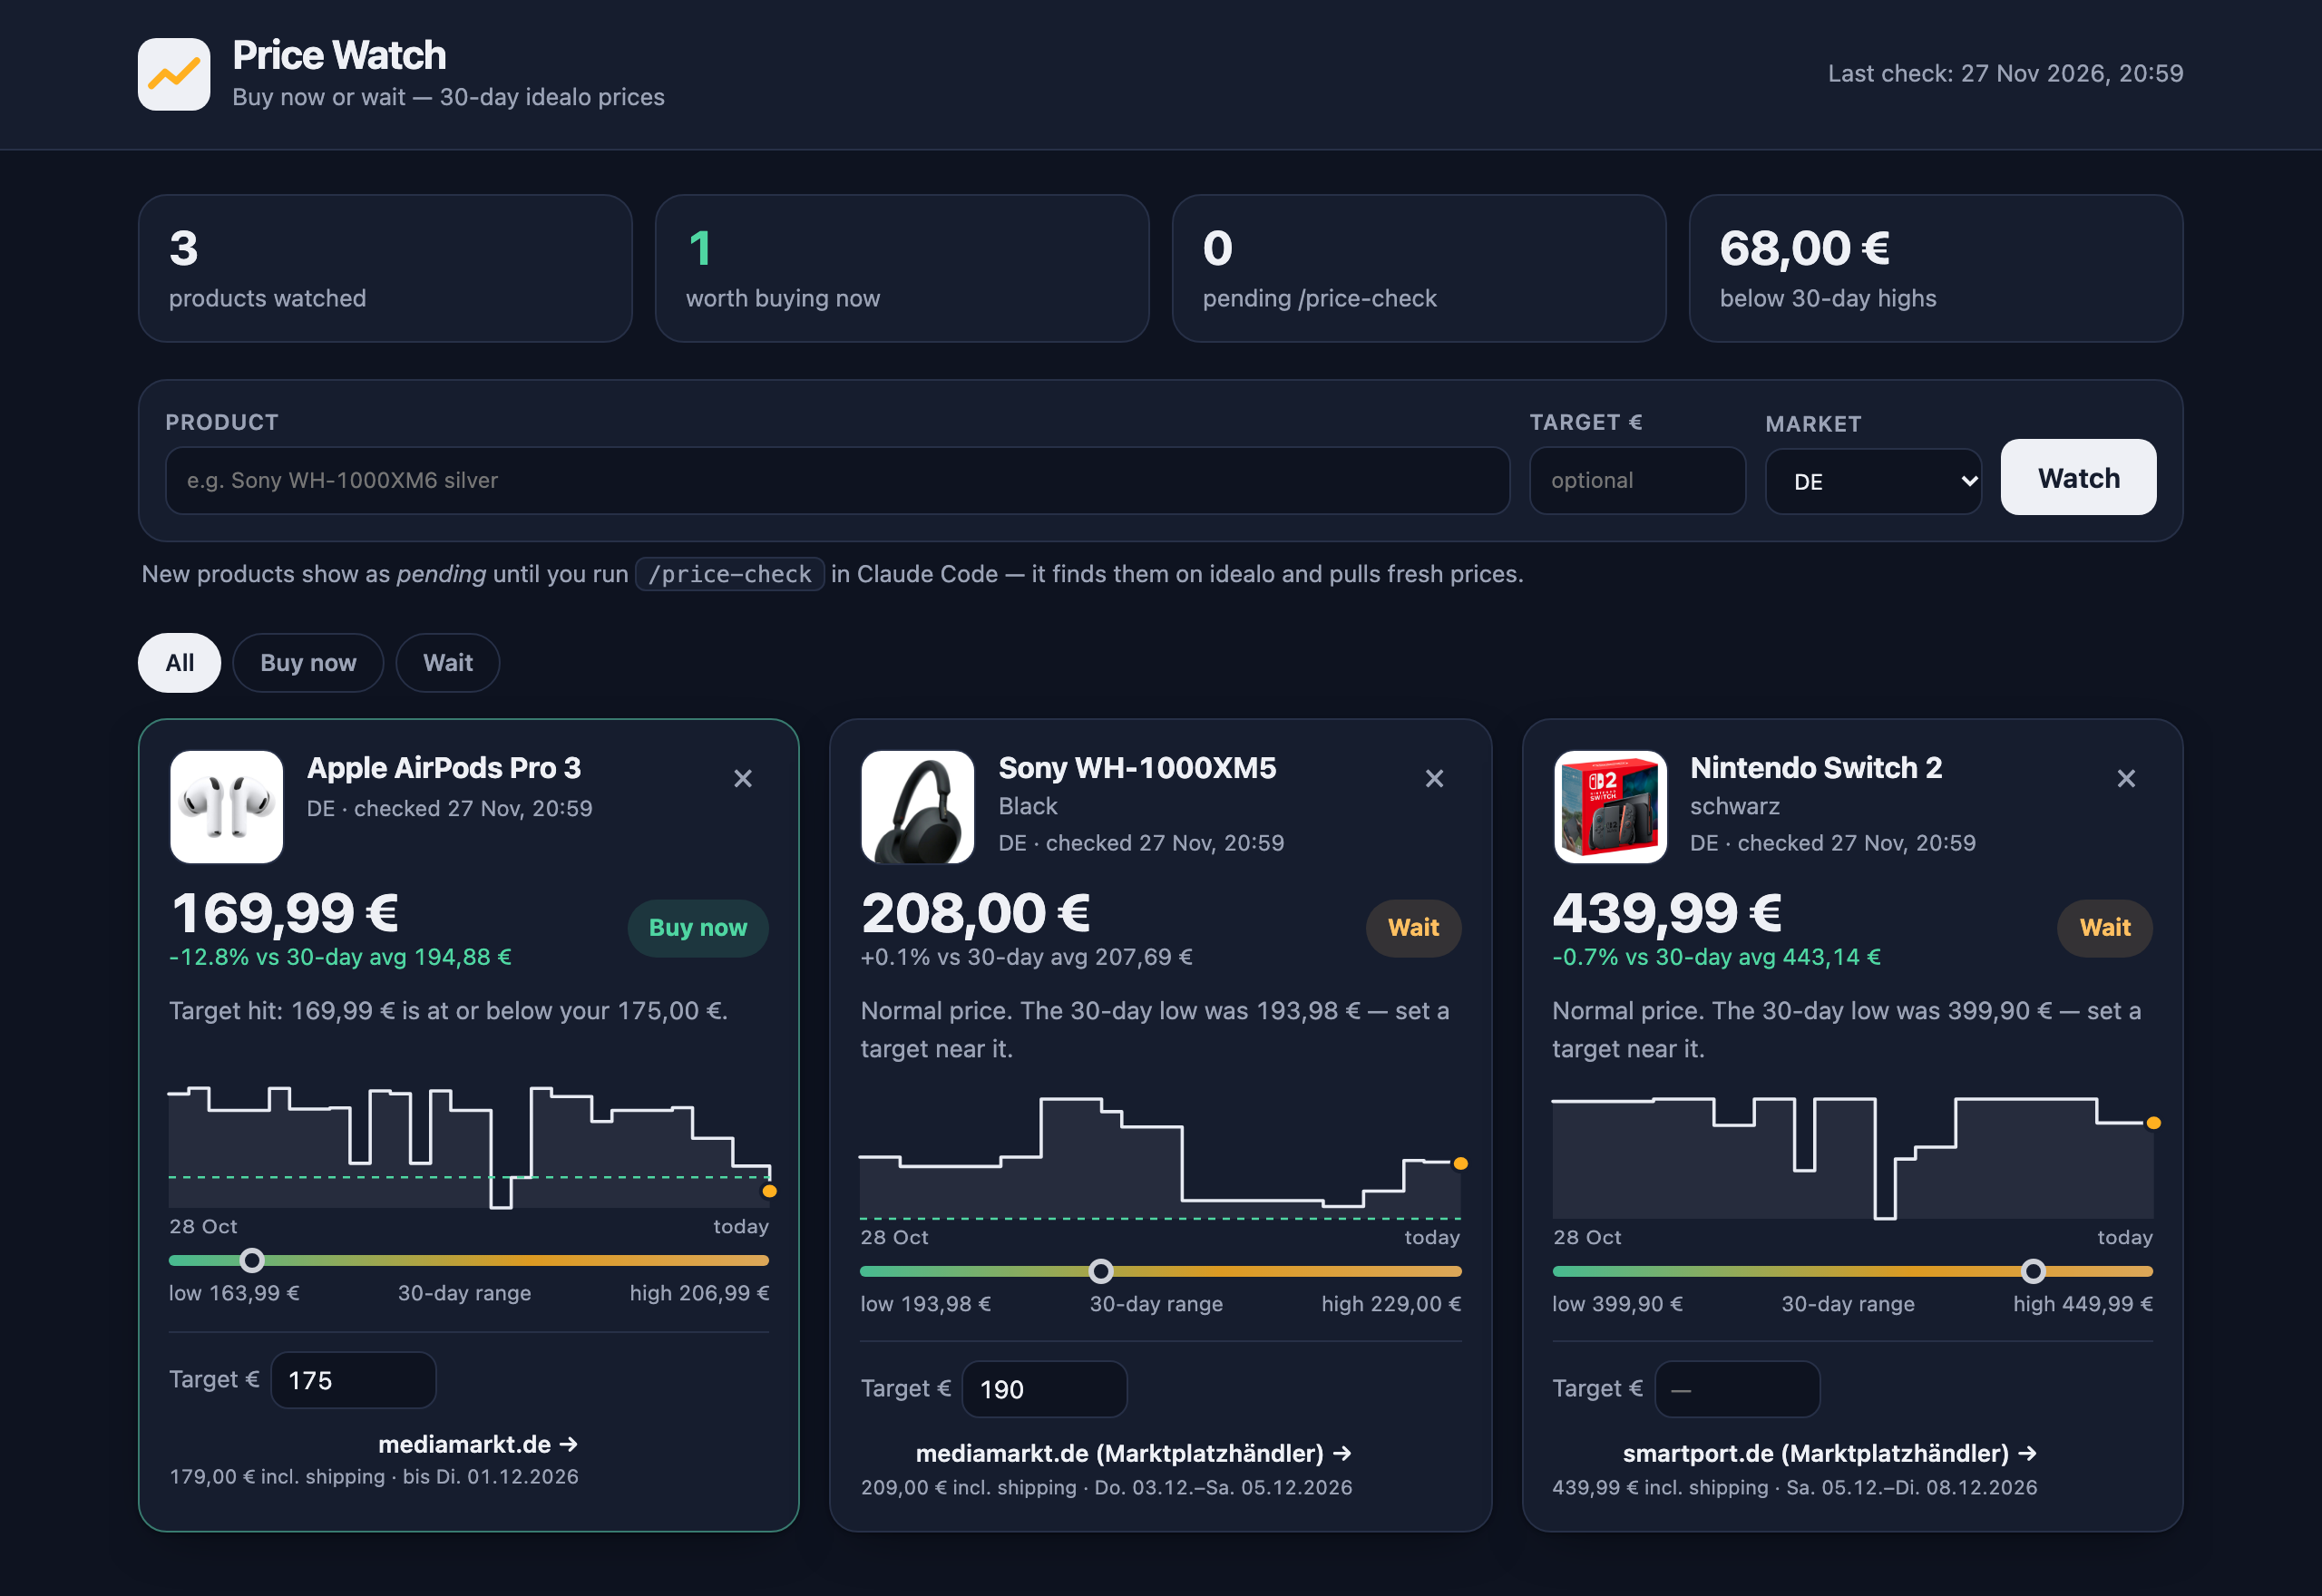 Price Watch
Buy now or wait — 30-day idealo prices
Last check: 27 Nov 2026, 20:59
3
products watched
1
worth buying now
0
pending /price-check
68,00 €
below 30-day highs
PRODUCT
e.g. Sony WH-1000XM6 silver
TARGET €
optional
MARKET
DE
Watch
New products show as pending until you run /price-check in Claude Code — it finds them on idealo and pulls fresh prices.
All
Buy now
Wait
Apple AirPods Pro 3
DE · checked 27 Nov, 20:59
169,99 €
-12.8% vs 30-day avg 194,88 €
Buy now
Target hit: 169,99 € is at or below your 175,00 €.
28 Oct
today
low 163,99 €
30-day range
high 206,99 €
Target €
175
mediamarkt.de →
179,00 € incl. shipping · bis Di. 01.12.2026
Sony WH-1000XM5
Black
DE · checked 27 Nov, 20:59
208,00 €
+0.1% vs 30-day avg 207,69 €
Wait
Normal price. The 30-day low was 193,98 € — set a
target near it.
28 Oct
today
low 193,98 €
30-day range
high 229,00 €
Target €
190
mediamarkt.de (Marktplatzhändler) →
209,00 € incl. shipping · Do. 03.12.–Sa. 05.12.2026
Nintendo Switch 2
schwarz
DE · checked 27 Nov, 20:59
2
NINTENDO
SWITCH 2
439,99 €
-0.7% vs 30-day avg 443,14 €
Wait
Normal price. The 30-day low was 399,90 € — set a
target near it.
28 Oct
today
low 399,90 €
30-day range
high 449,99 €
Target €
—
smartport.de (Marktplatzhändler) →
439,99 € incl. shipping · Sa. 05.12.–Di. 08.12.2026